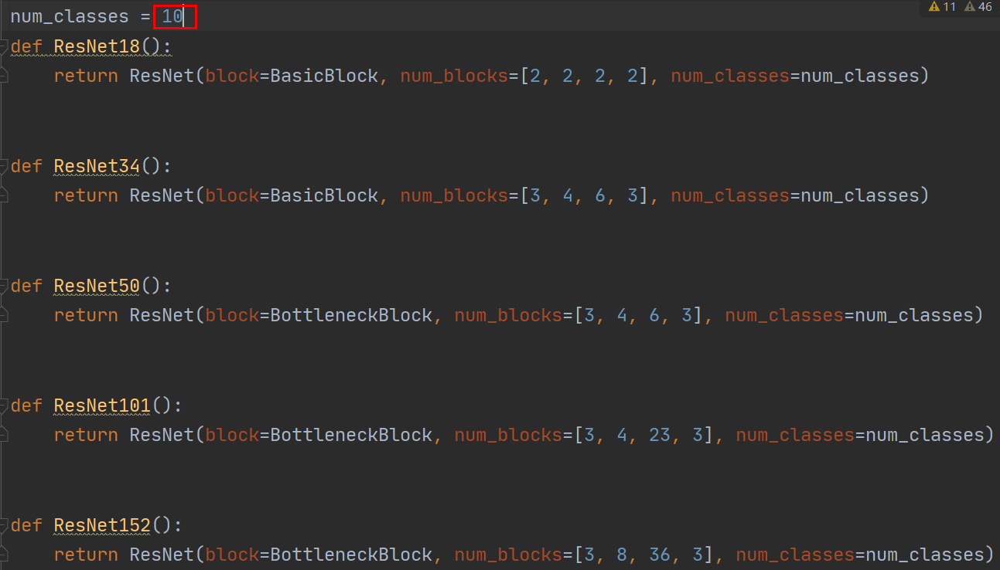 num_classes = 10
11 46
def ResNet18():
    return ResNet(block=BasicBlock, num_blocks=[2, 2, 2, 2], num_classes=num_classes)
def ResNet34():
    return ResNet(block=BasicBlock, num_blocks=[3, 4, 6, 3], num_classes=num_classes)
def ResNet50():
    return ResNet(block=BottleneckBlock, num_blocks=[3, 4, 6, 3], num_classes=num_classes)
def ResNet101():
    return ResNet(block=BottleneckBlock, num_blocks=[3, 4, 23, 3], num_classes=num_classes)
def ResNet152():
    return ResNet(block=BottleneckBlock, num_blocks=[3, 8, 36, 3], num_classes=num_classes)